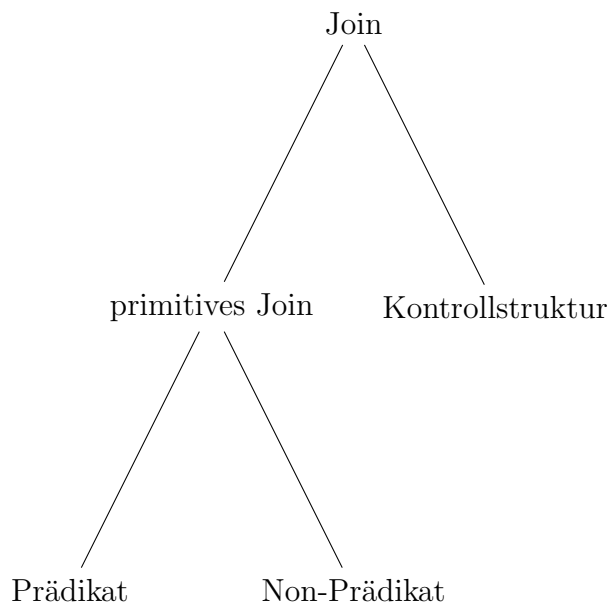 Join
primitives Join
Kontrollstruktur
Prädikat
Non-Prädikat